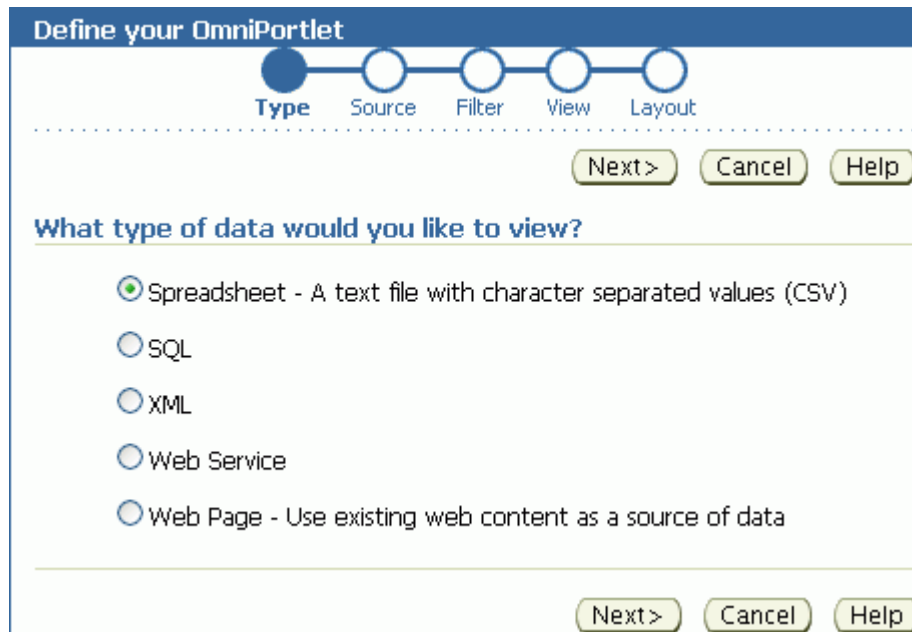 Define your OmniPortlet
Type Source Filter View Layout
Next> Cancel Help
What type of data would you like to view?
Spreadsheet - A text file with character separated values (CSV)
SQL
XML
Web Service
Web Page - Use existing web content as a source of data
Next> Cancel Help